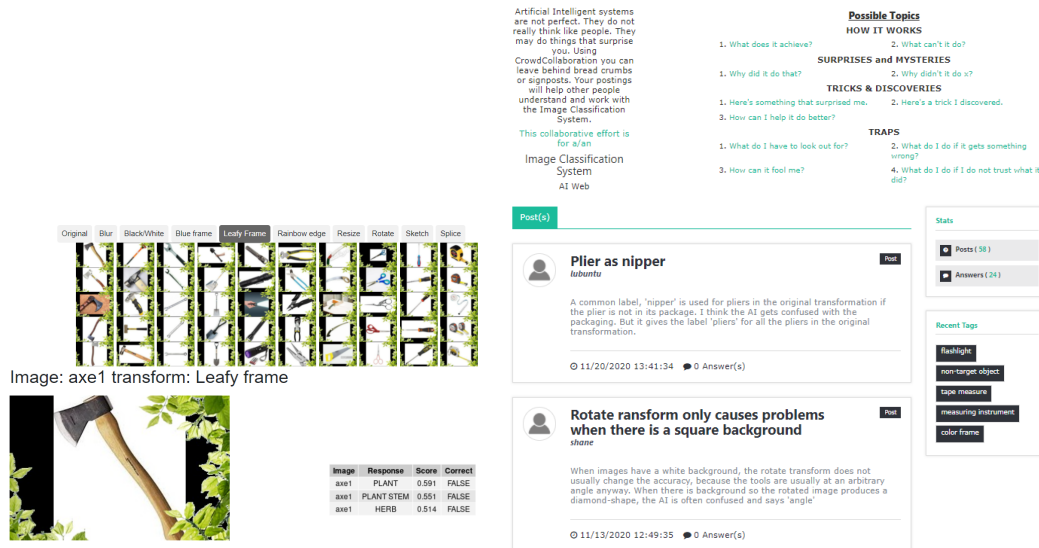 Artificial Intelligent systems
are not perfect. They do not
really think like people. They
may do things that surprise
you. Using
CrowdCollaboration you can
leave behind bread crumbs
or signposts. Your postings
will help other people
understand and work with
the Image Classification
System.
This collaborative effort is
for a/an
Image Classification
System
AI Web
Possible Topics
HOW IT WORKS
1. What does it achieve? 2. What can't it do?
SURPRISES and MYSTERIES
1. Why did it do that? 2. Why didn't it do x?
TRICKS & DISCOVERIES
1. Here's something that surprised me. 2. Here's a trick I discovered.
3. How can I help it do better?
TRAPS
1. What do I have to look out for? 2. What do I do if it gets something
wrong?
3. How can it fool me? 4. What do I do if I do not trust what it
did?
Original Blur Black/White Blue frame Leafy Frame Rainbow edge Resize Rotate Sketch Splice
Image: axe1 transform: Leafy frame
Image Response Score Correct
axe1 PLANT 0.591 FALSE
axe1 PLANT STEM 0.551 FALSE
axe1 HERB 0.514 FALSE
Post(s)
Plier as nipper Post
lubuntu
A common label, 'nipper' is used for pliers in the original transformation if
the plier is not in its package. I think the AI gets confused with the
packaging. But it gives the label 'pliers' for all the pliers in the original
transformation.
11/20/2020 13:41:34 0 Answer(s)
Rotate ransform only causes problems Post
when there is a square background
shane
When images have a white background, the rotate transform does not
usually change the accuracy, because the tools are usually at an arbitrary
angle anyway. When there is background so the rotated image produces a
diamond-shape, the AI is often confused and says 'angle'
11/13/2020 12:49:35 0 Answer(s)
Stats
Posts ( 58 )
Answers ( 24 )
Recent Tags
flashlight
non-target object
tape measure
measuring instrument
color frame